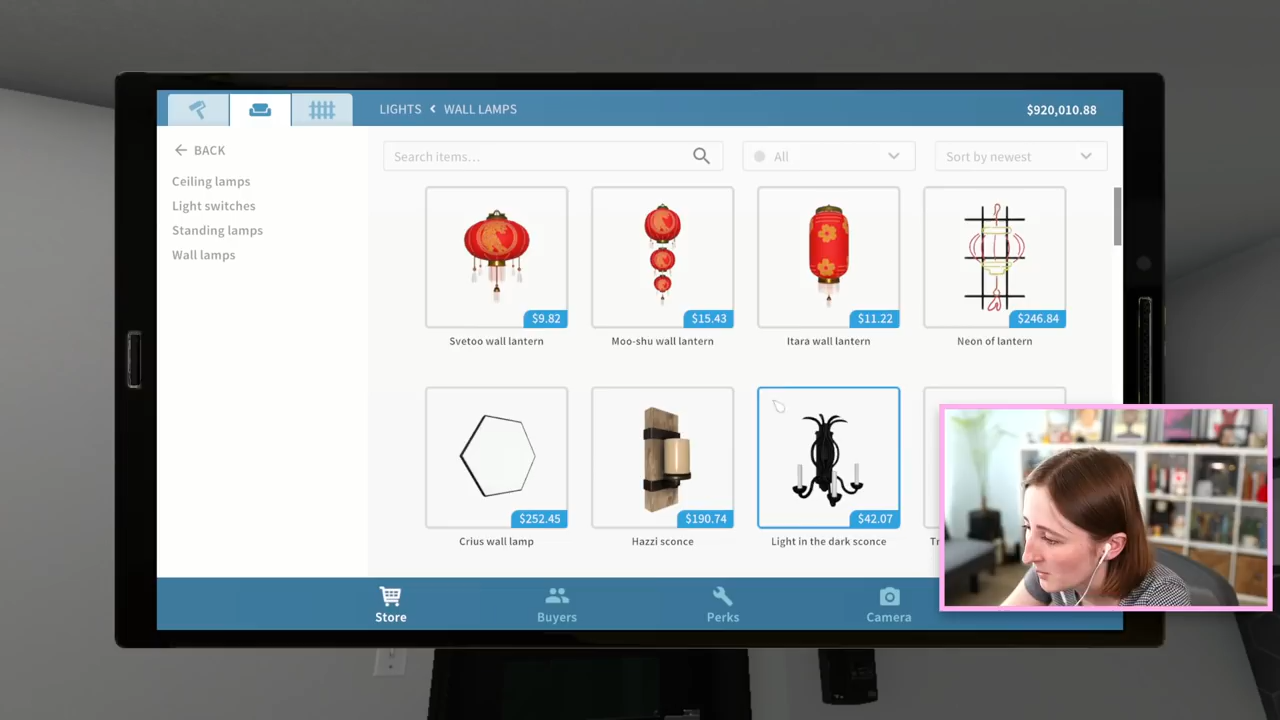 LIGHTS < WALL LAMPS
$920,010.88
BACK
Search items...
All
Sort by newest
Ceiling lamps
Light switches
Standing lamps
Wall lamps
$9.82
$15.43
$11.22
$246.84
Svetoo wall lantern
Moo-shu wall lantern
Itara wall lantern
Neon of lantern
$252.45
$190.74
$42.07
Crius wall lamp
Hazzi sconce
Light in the dark sconce
Store
Buyers
Perks
Camera